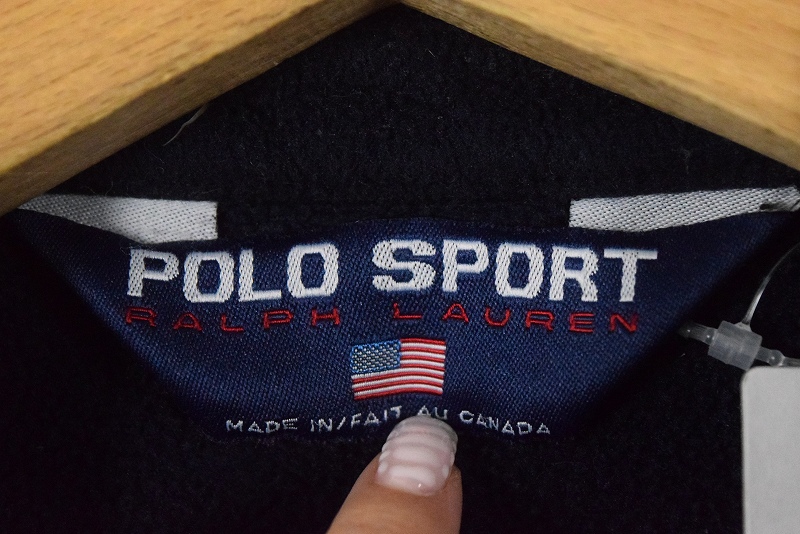 POLO SPORT
RALPH LAUREN
MADE IN/FAIT AU CANADA